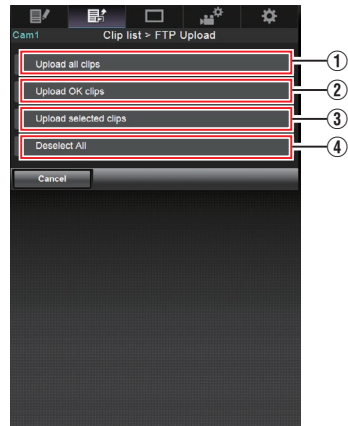 Cam1 Clip list > FTP Upload
Upload all clips ①
Upload OK clips ②
Upload selected clips ③
Deselect All ④
Cancel